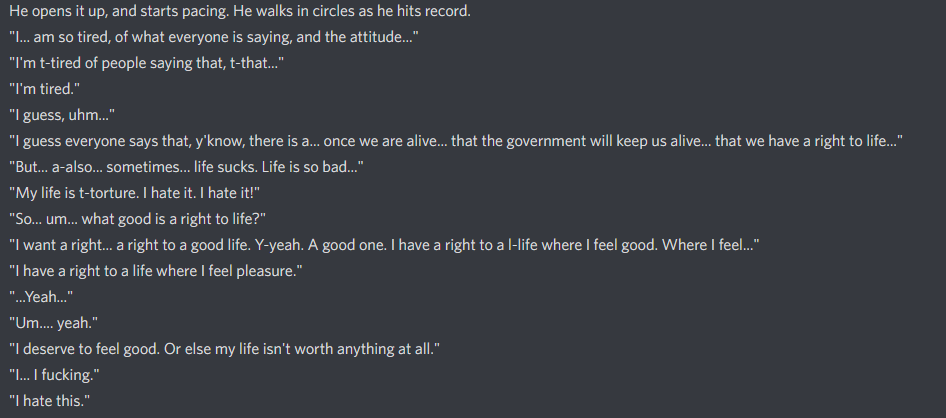 He opens it up, and starts pacing. He walks in circles as he hits record.
"I... am so tired, of what everyone is saying, and the attitude..."
"I'm t-tired of people saying that, t-that..."
"I'm tired."
"I guess, uhm..."
"I guess everyone says that, y'know, there is a... once we are alive... that the government will keep us alive... that we have a right to life..."
"But... a-also... sometimes... life sucks. Life is so bad..."
"My life is t-torture. I hate it. I hate it!"
"So... um... what good is a right to life?"
"I want a right... a right to a good life. Y-yeah. A good one. I have a right to a l-life where I feel good. Where I feel..."
"I have a right to a life where I feel pleasure."
"...Yeah..."
"Um.... yeah."
"I deserve to feel good. Or else my life isn't worth anything at all."
"I... I fucking."
"I hate this."